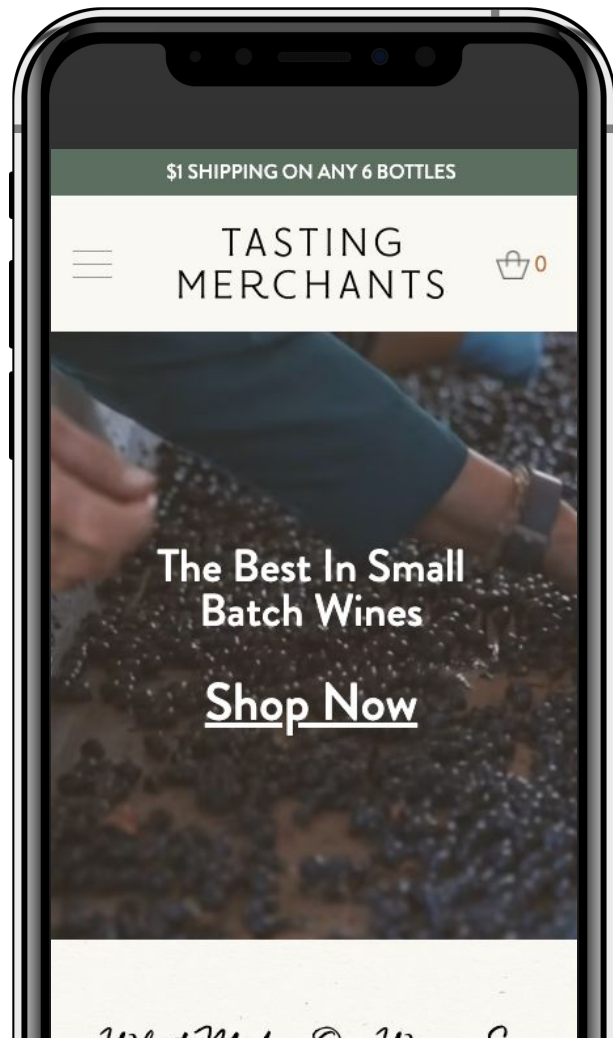 $1 SHIPPING ON ANY 6 BOTTLES
TASTING
MERCHANTS
0
The Best In Small
Batch Wines
Shop Now